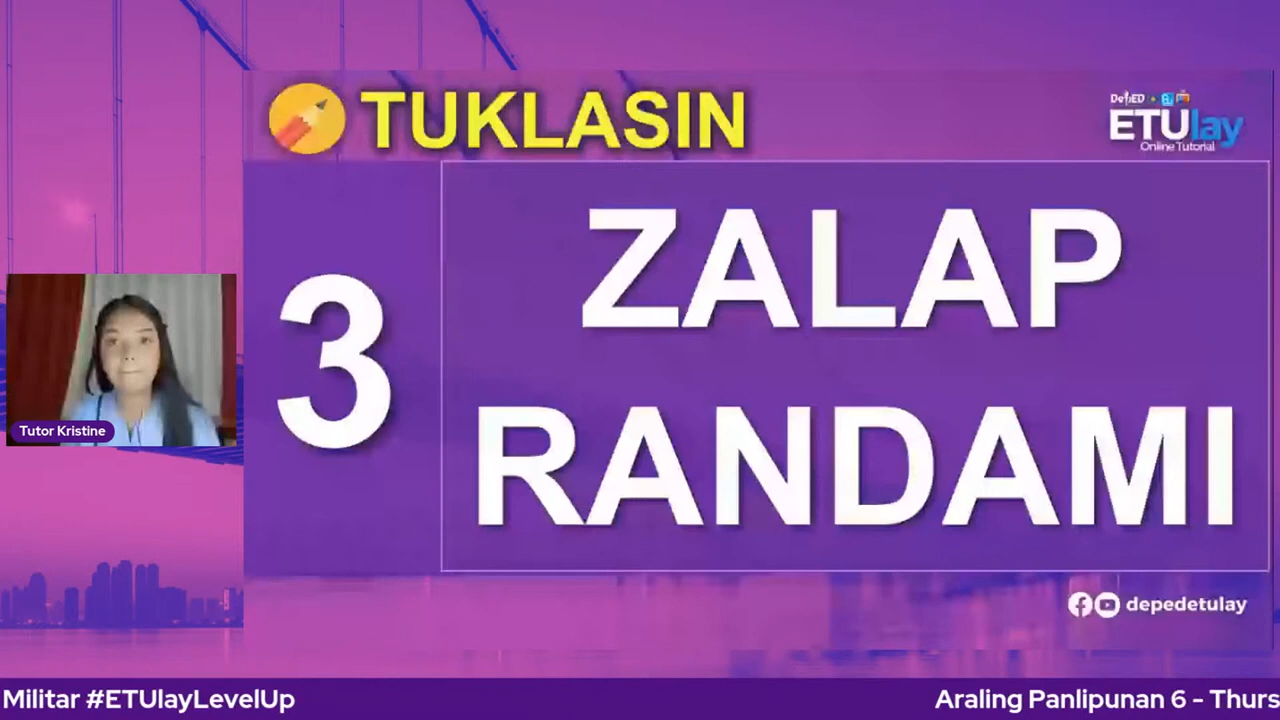 TUKLASIN
DepED
ETUlay
Online Tutorial
3
ZALAP
RANDAMI
Tutor Kristine
depedetulay
Militar #ETUlayLevelUp
Araling Panlipunan 6 - Thurs